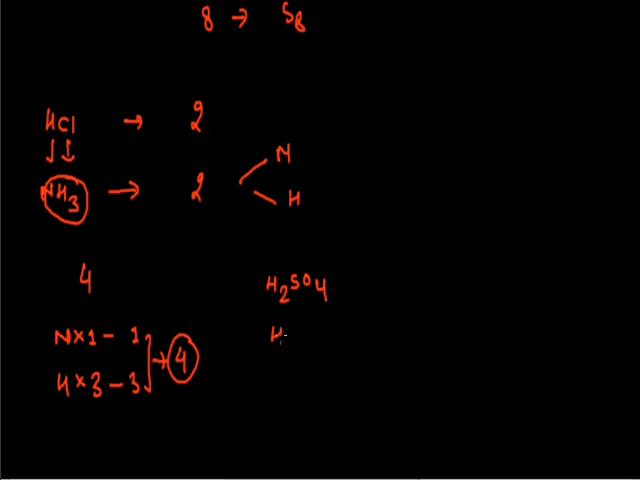 8 → S8
HCl → 2
NH3 → 2
N
H
4
H2SO4
N×1 - 1
H×3 - 3
→ 4
H